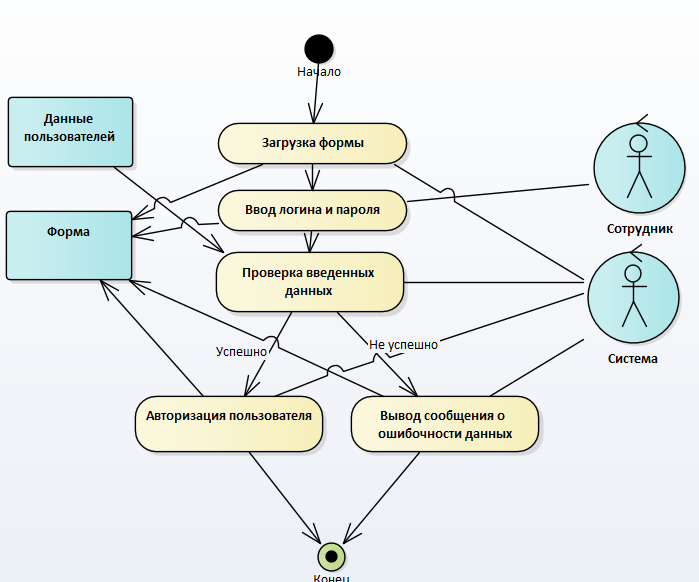 Начало
Данные
пользователей
Загрузка формы
Ввод логина и пароля
Сотрудник
Форма
Проверка введенных
данных
Система
Успешно
Не успешно
Авторизация пользователя
Вывод сообщения о
ошибочности данных
Конец